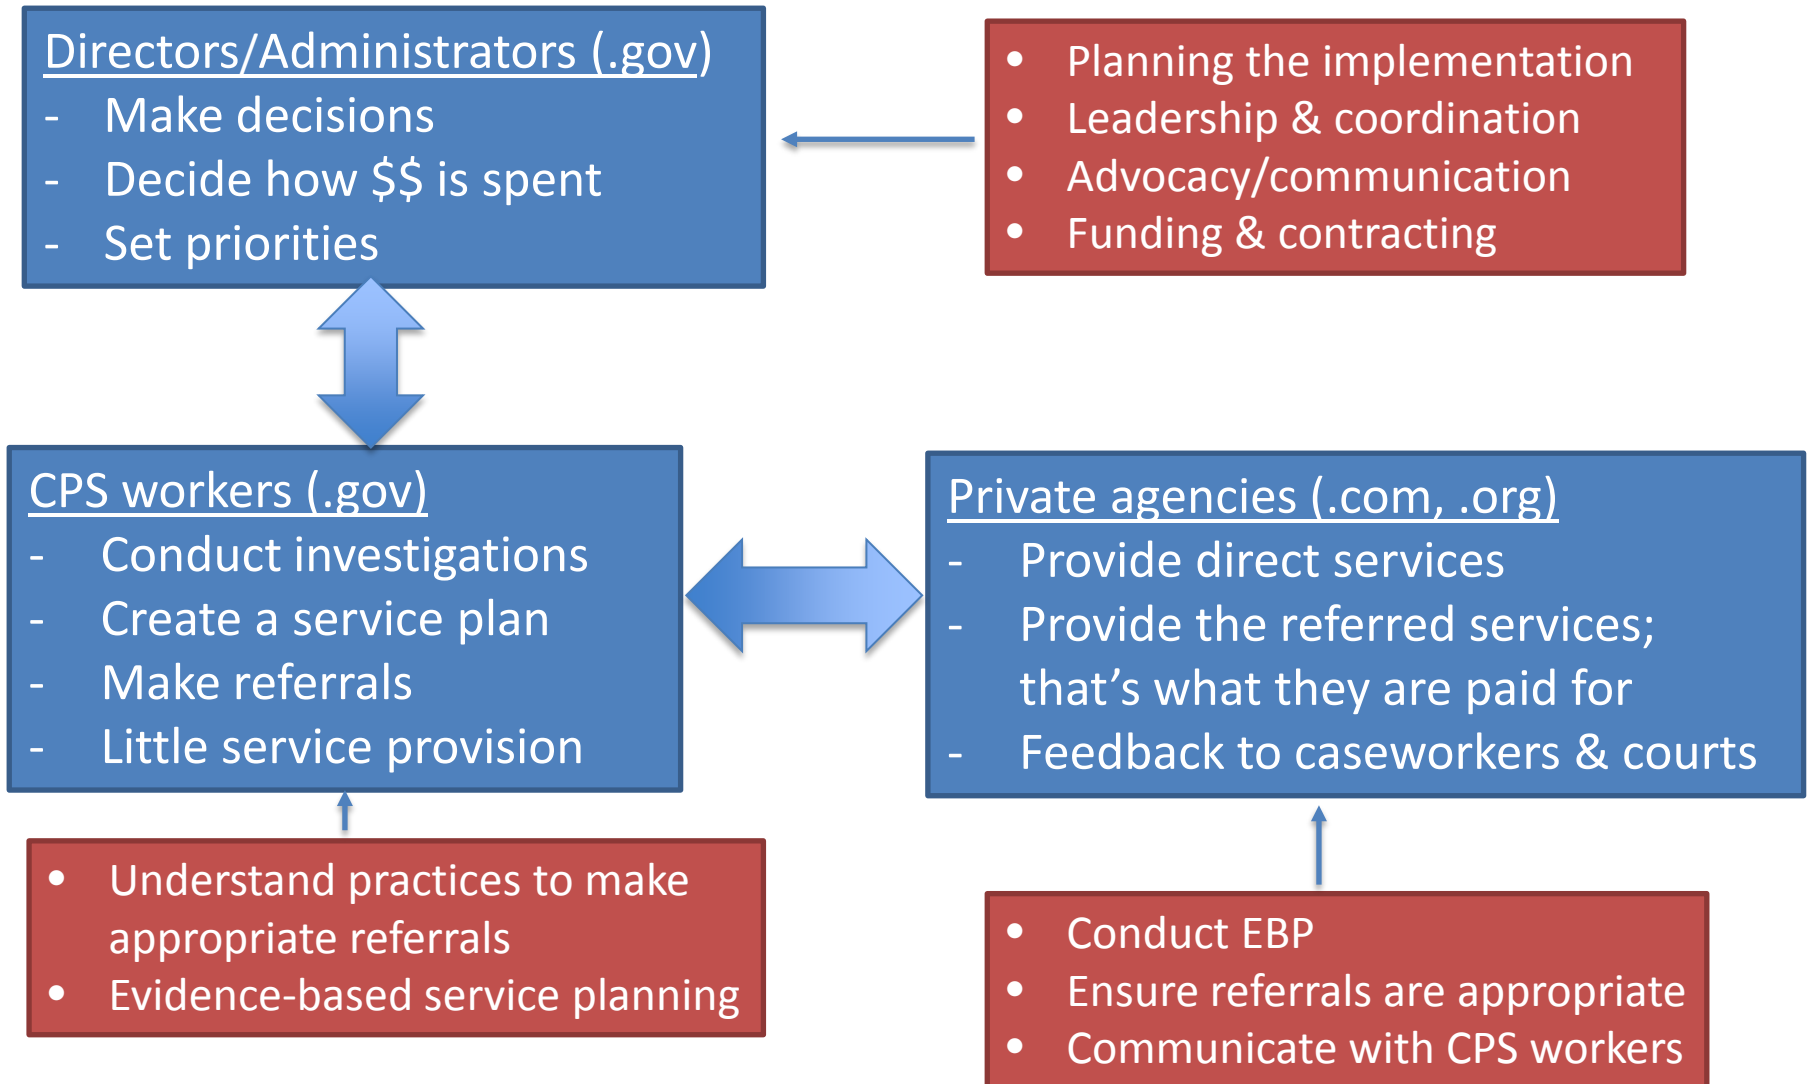 Directors/Administrators (.gov)
- Make decisions
- Decide how $$ is spent
- Set priorities
• Planning the implementation
• Leadership & coordination
• Advocacy/communication
• Funding & contracting
CPS workers (.gov)
- Conduct investigations
- Create a service plan
- Make referrals
- Little service provision
Private agencies (.com, .org)
- Provide direct services
- Provide the referred services;
that’s what they are paid for
- Feedback to caseworkers & courts
• Understand practices to make
appropriate referrals
• Evidence-based service planning
• Conduct EBP
• Ensure referrals are appropriate
• Communicate with CPS workers